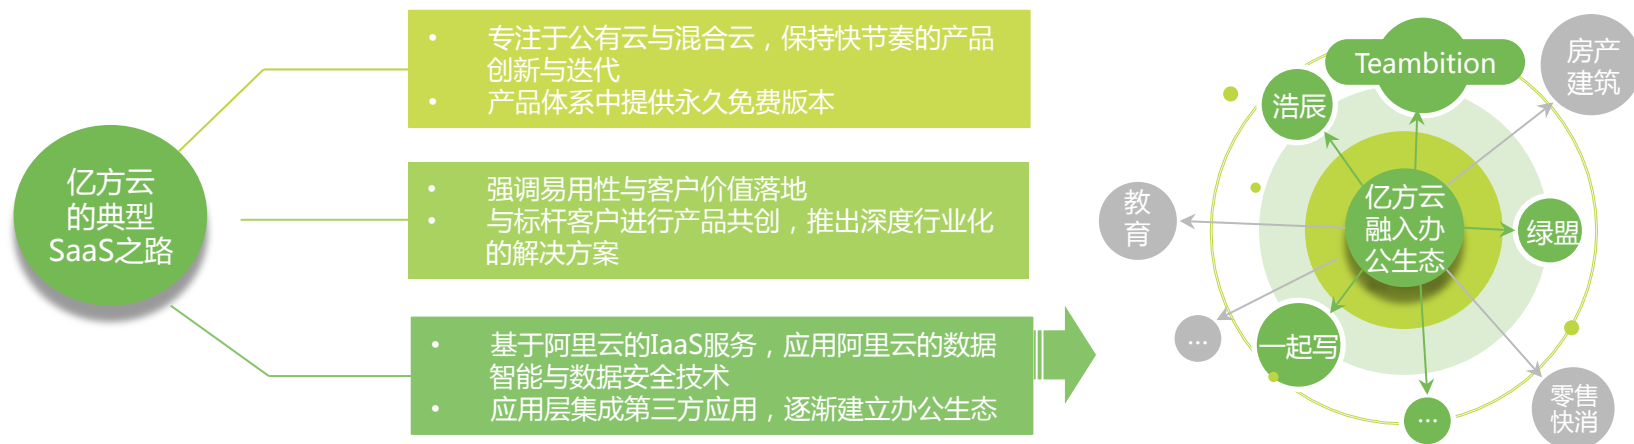 亿方云
的典型
SaaS之路
• 专注于公有云与混合云，保持快节奏的产品
创新与迭代
• 产品体系中提供永久免费版本
• 强调易用性与客户价值落地
• 与标杆客户进行产品共创，推出深度行业化
的解决方案
• 基于阿里云的IaaS服务，应用阿里云的数据
智能与数据安全技术
• 应用层集成第三方应用，逐渐建立办公生态
Teambition
房产
建筑
浩辰
教
育
亿方云
融入办
公生态
绿盟
...
一起写
零售
快消
...